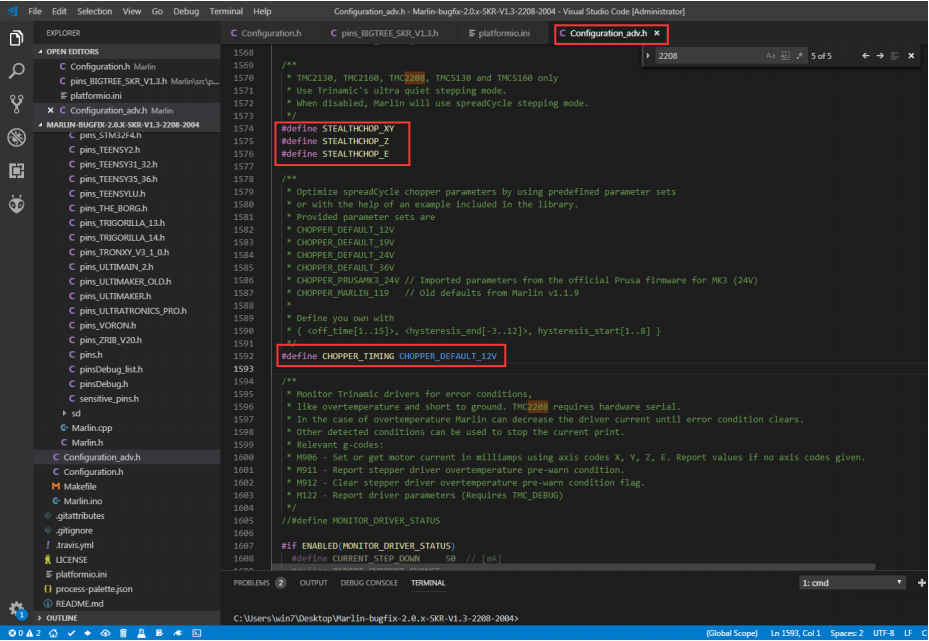 File Edit Selection View Go Debug Terminal Help Configuration_adv.h - Marlin-bugfix-2.0.x-SKR-V1.3-2208-2004 - Visual Studio Code [Administrator]
EXPLORER
OPEN EDITORS
C Configuration.h Marlin
C pins_BIGTREE_SKR_V1.3.h Marlin\src\p...
platformio.ini
× C Configuration_adv.h Marlin
MARLIN-BUGFIX-2.0.X-SKR-V1.3-2208-2004
C pins_STM32F4.h
C pins_TEENSY2.h
C pins_TEENSY31_32.h
C pins_TEENSY35_36.h
C pins_TEENSYLU.h
C pins_THE_BORG.h
C pins_TRIGORILLA_13.h
C pins_TRIGORILLA_14.h
C pins_TRONXY_V3_1_0.h
C pins_ULTIMAIN_2.h
C pins_ULTIMAKER_OLD.h
C pins_ULTIMAKER.h
C pins_ULTRATRONICS_PRO.h
C pins_VORON.h
C pins_ZRIB_V20.h
C pins.h
C pinsDebug_list.h
C pinsDebug.h
C sensitive_pins.h
sd
C+ Marlin.cpp
C Marlin.h
C Configuration_adv.h
C Configuration.h
M Makefile
C+ Marlin.ino
.gitattributes
.gitignore
! .travis.yml
LICENSE
platformio.ini
{} process-palette.json
README.md
OUTLINE
C Configuration.h C pins_BIGTREE_SKR_V1.3.h platformio.ini C Configuration_adv.h ×
2208 Aa Ab| .* 5 of 5 ← → ×
1568
1569 /**
1570 * TMC2130, TMC2160, TMC2208, TMC5130 and TMC5160 only
1571 * Use Trinamic's ultra quiet stepping mode.
1572 * When disabled, Marlin will use spreadCycle stepping mode.
1573 */
1574 #define STEALTHCHOP_XY
1575 #define STEALTHCHOP_Z
1576 #define STEALTHCHOP_E
1577
1578 /**
1579 * Optimize spreadCycle chopper parameters by using predefined parameter sets
1580 * or with the help of an example included in the library.
1581 * Provided parameter sets are
1582 * CHOPPER_DEFAULT_12V
1583 * CHOPPER_DEFAULT_19V
1584 * CHOPPER_DEFAULT_24V
1585 * CHOPPER_DEFAULT_36V
1586 * CHOPPER_PRUSAMK3_24V // Imported parameters from the official Prusa firmware for MK3 (24V)
1587 * CHOPPER_MARLIN_119 // Old defaults from Marlin v1.1.9
1588 *
1589 * Define you own with
1590 * { <off_time[1..15]>, <hysteresis_end[-3..12]>, hysteresis_start[1..8] }
1591 */
1592 #define CHOPPER_TIMING CHOPPER_DEFAULT_12V
1593
1594 /**
1595 * Monitor Trinamic drivers for error conditions,
1596 * like overtemperature and short to ground. TMC2208 requires hardware serial.
1597 * In the case of overtemperature Marlin can decrease the driver current until error condition clears.
1598 * Other detected conditions can be used to stop the current print.
1599 * Relevant g-codes:
1600 * M906 - Set or get motor current in milliamps using axis codes X, Y, Z, E. Report values if no axis codes given.
1601 * M911 - Report stepper driver overtemperature pre-warn condition.
1602 * M912 - Clear stepper driver overtemperature pre-warn condition flag.
1603 * M122 - Report driver parameters (Requires TMC_DEBUG)
1604 */
1605 //#define MONITOR_DRIVER_STATUS
1606
1607 #if ENABLED(MONITOR_DRIVER_STATUS)
1608 #define CURRENT_STEP_DOWN 50 // [mA]
PROBLEMS 2 OUTPUT DEBUG CONSOLE TERMINAL 1: cmd
C:\Users\win7\Desktop\Marlin-bugfix-2.0.x-SKR-V1.3-2208-2004>
1
0 2 (Global Scope) Ln 1593, Col 1 Spaces: 2 UTF-8 LF C